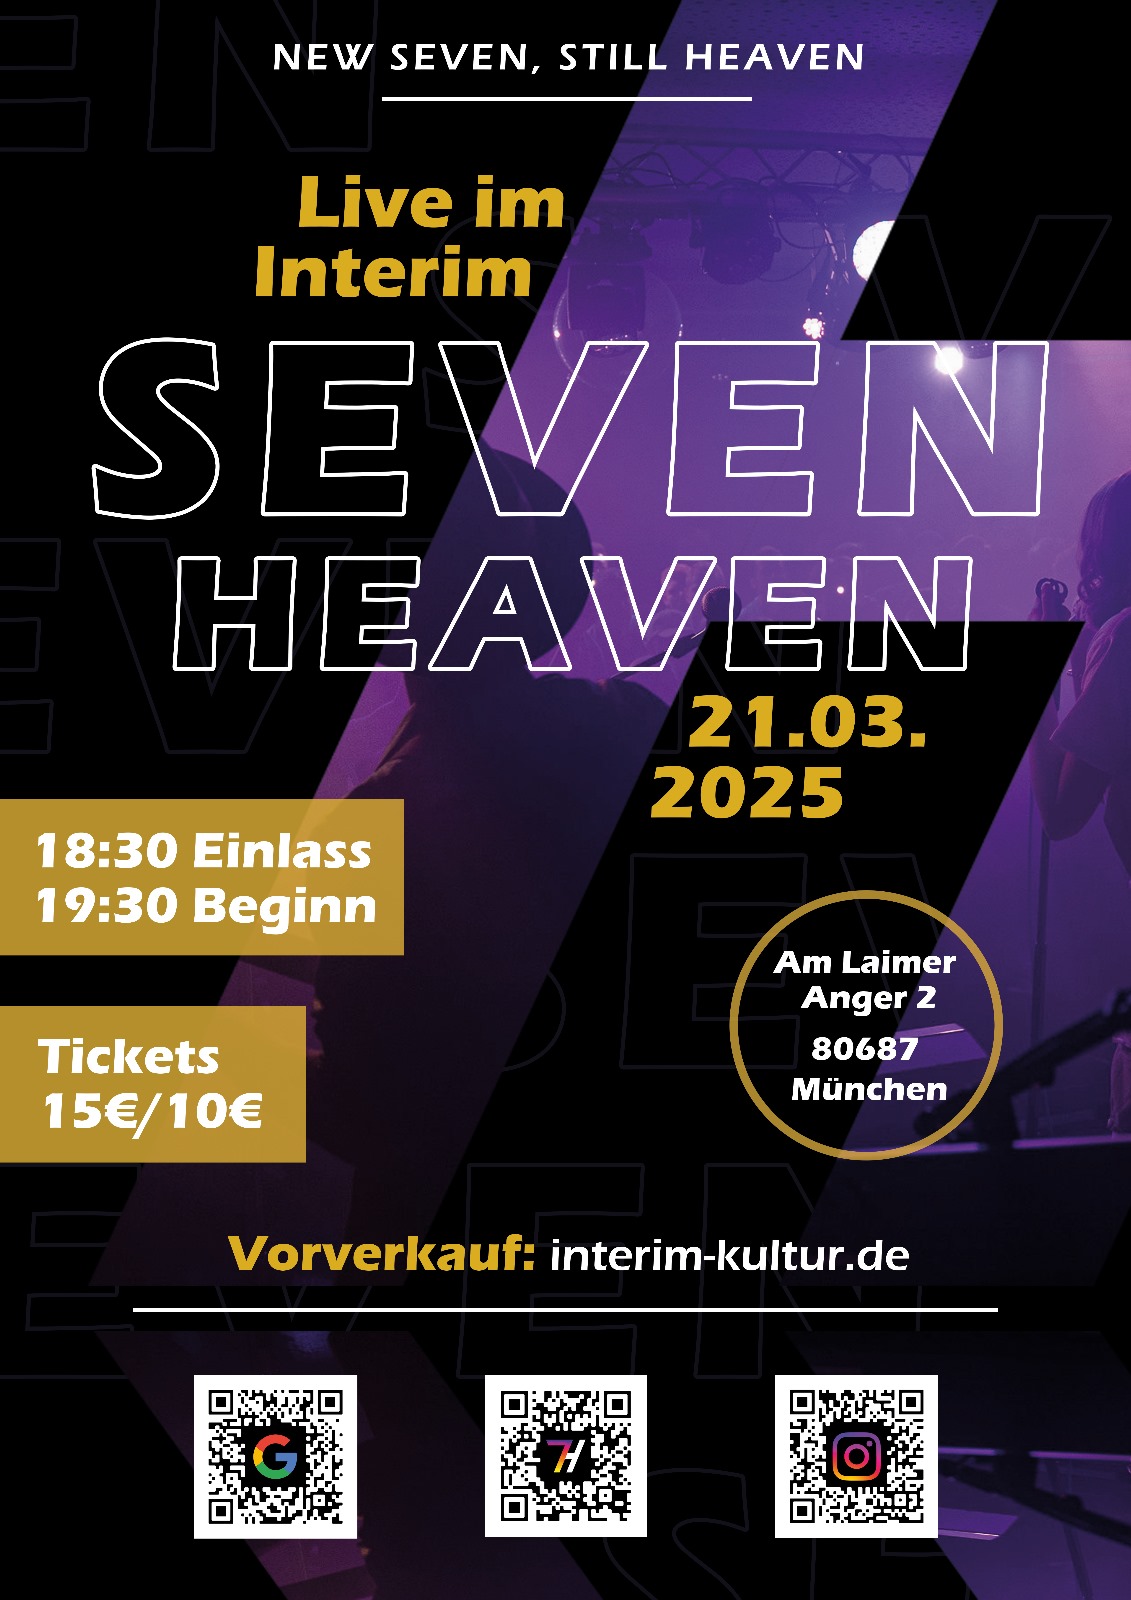 NEW SEVEN, STILL HEAVEN
Live im
Interim
SEVEN
HEAVEN
21.03.
2025
18:30 Einlass
19:30 Beginn
Tickets
15€/10€
Am Laimer
Anger 2
80687
München
Vorverkauf: interim-kultur.de
G
7H